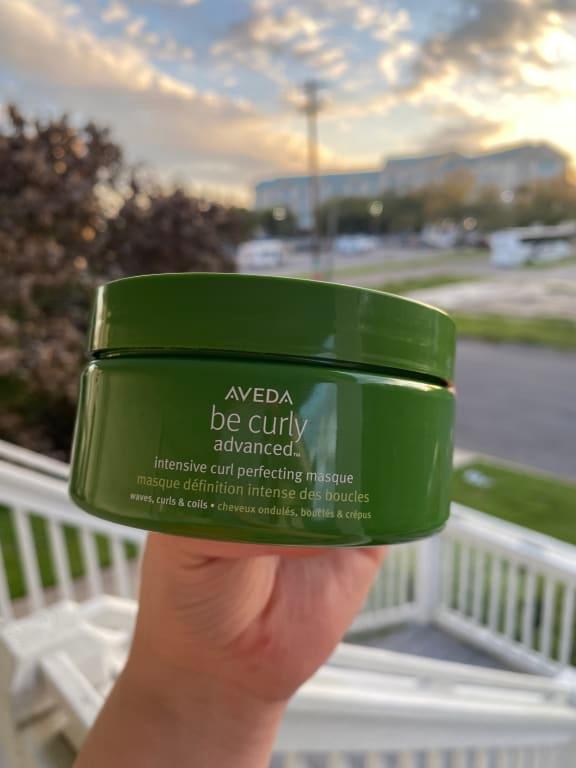 AVEDA
be curly
advanced™
intensive curl perfecting masque
masque définition intense des boucles
waves, curls & coils • cheveux ondulés, bouclés & crépus